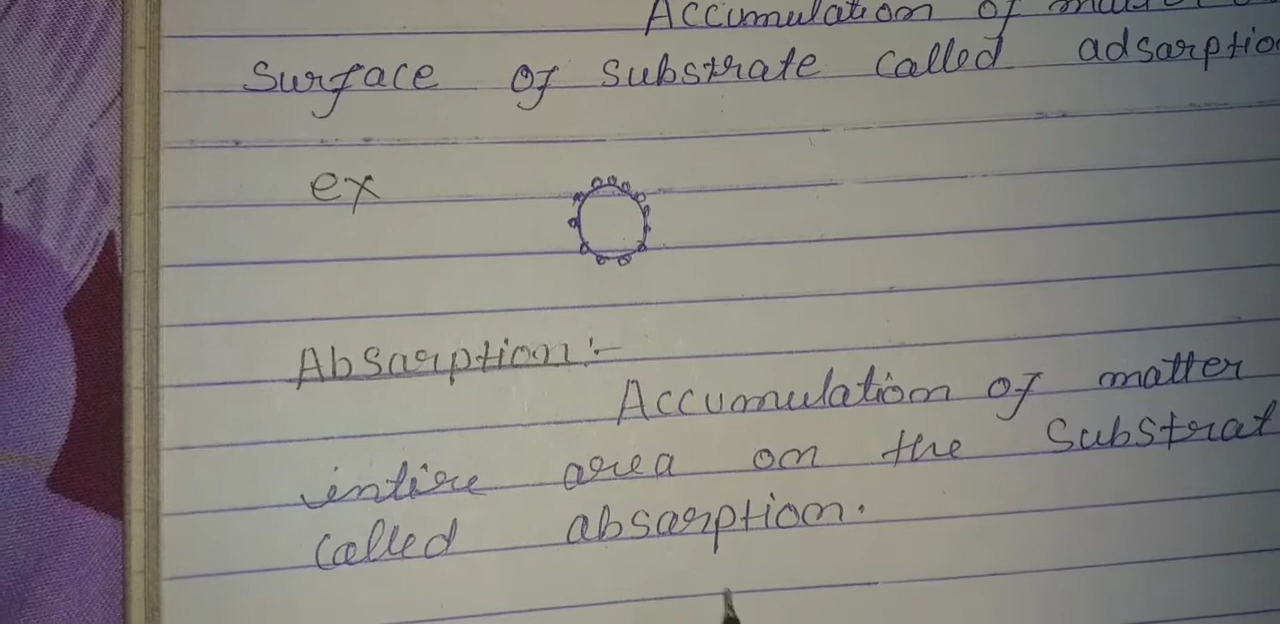 Accumulation of
Surface of substrate called adsarptio
ex
Absarption:-
Accumulation of matter
intire area on the Substrat
called absarption.